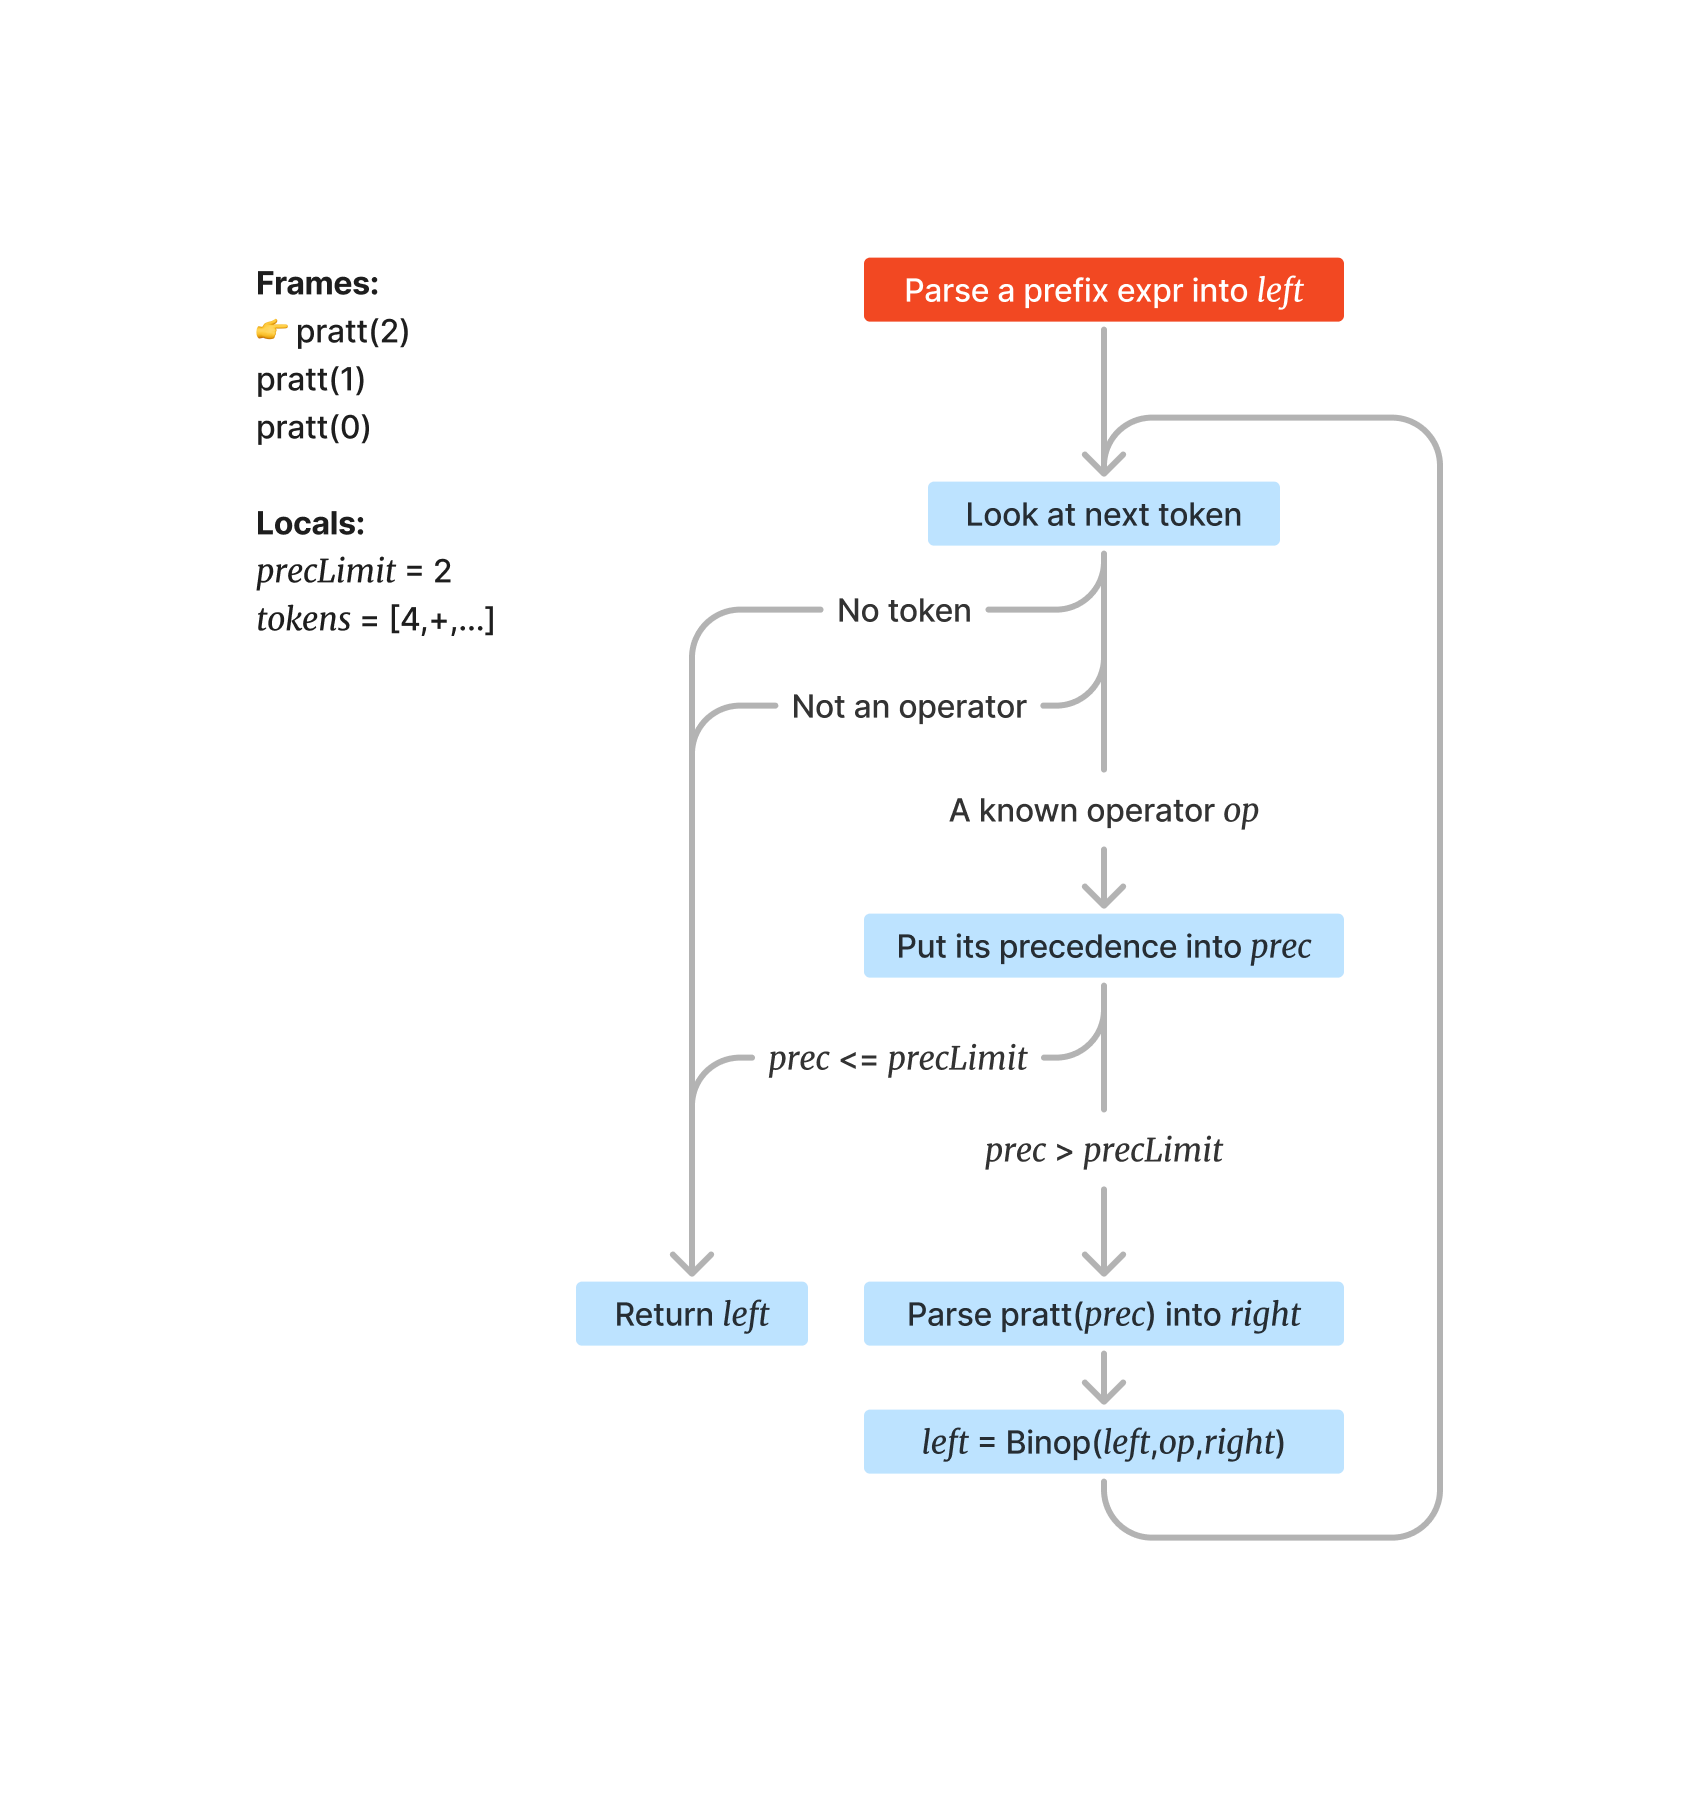 Frames:
👉 pratt(2)
pratt(1)
pratt(0)
Locals:
precLimit = 2
tokens = [4,+,...]
Parse a prefix expr into left
Look at next token
No token
Not an operator
A known operator op
Put its precedence into prec
prec <= precLimit
prec > precLimit
Return left
Parse pratt(prec) into right
left = Binop(left,op,right)